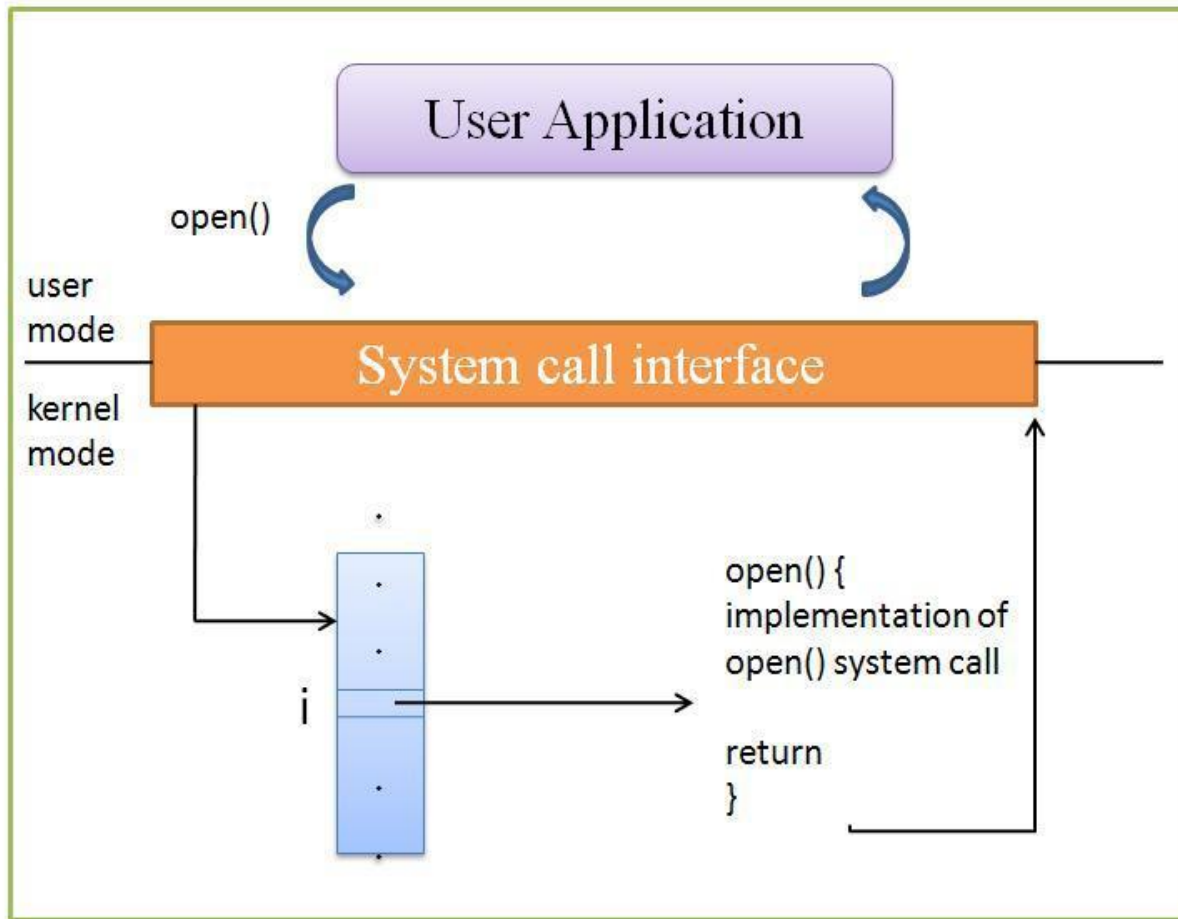 User Application
open()
user
mode
System call interface
kernel
mode
open() {
implementation of
open() system call
i
return
}